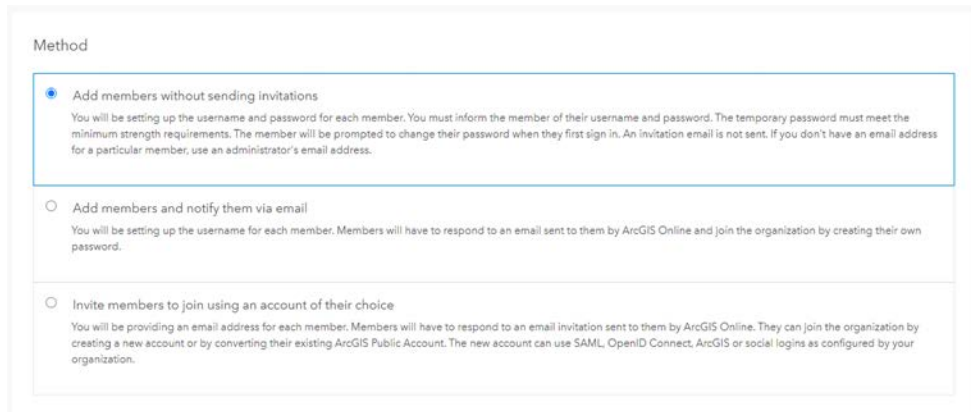 Method
Add members without sending invitations
You will be setting up the username and password for each member. You must inform the member of their username and password. The temporary password must meet the
minimum strength requirements. The member will be prompted to change their password when they first sign in. An invitation email is not sent. If you don't have an email address
for a particular member, use an administrator's email address.
Add members and notify them via email
You will be setting up the username for each member. Members will have to respond to an email sent to them by ArcGIS Online and join the organization by creating their own
password.
Invite members to join using an account of their choice
You will be providing an email address for each member. Members will have to respond to an email invitation sent to them by ArcGIS Online. They can join the organization by
creating a new account or by converting their existing ArcGIS Public Account. The new account can use SAML, OpenID Connect, ArcGIS or social logins as configured by your
organization.